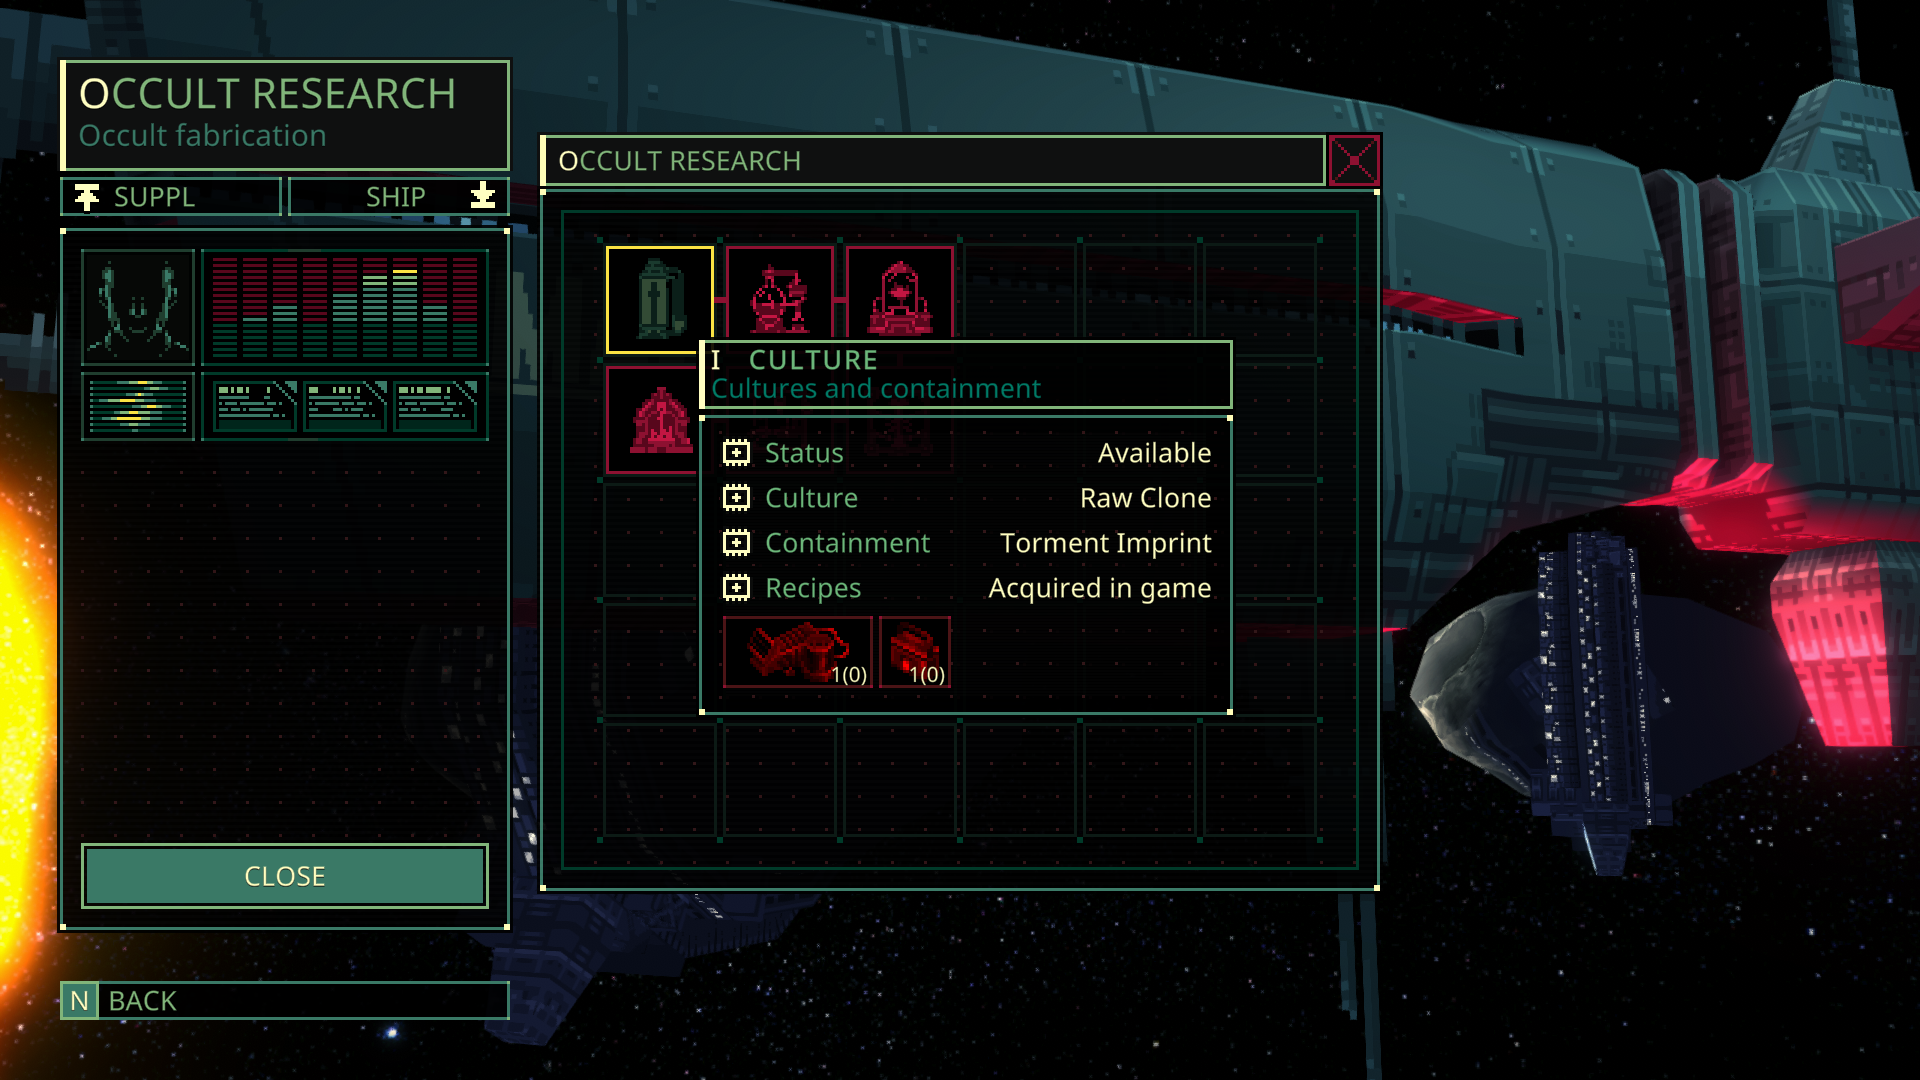 OCCULT RESEARCH
Occult fabrication
SUPPL
SHIP
CLOSE
N BACK
OCCULT RESEARCH
I CULTURE
Cultures and containment
Status Available
Culture Raw Clone
Containment Torment Imprint
Recipes Acquired in game
1(0) 1(0)